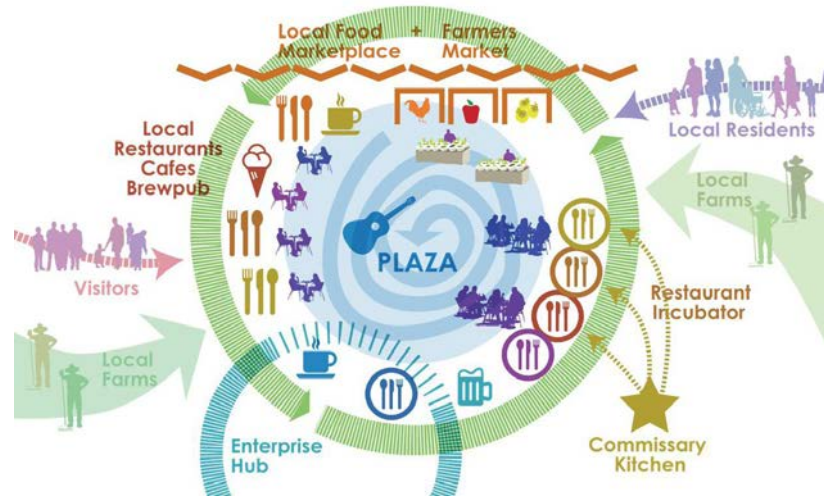 Local Food + Farmers
Marketplace Market
Local
Restaurants
Cafes
Brewpub
Local Residents
Local
Farms
PLAZA
Visitors
Restaurant
Incubator
Local
Farms
Enterprise
Hub
Commissary
Kitchen